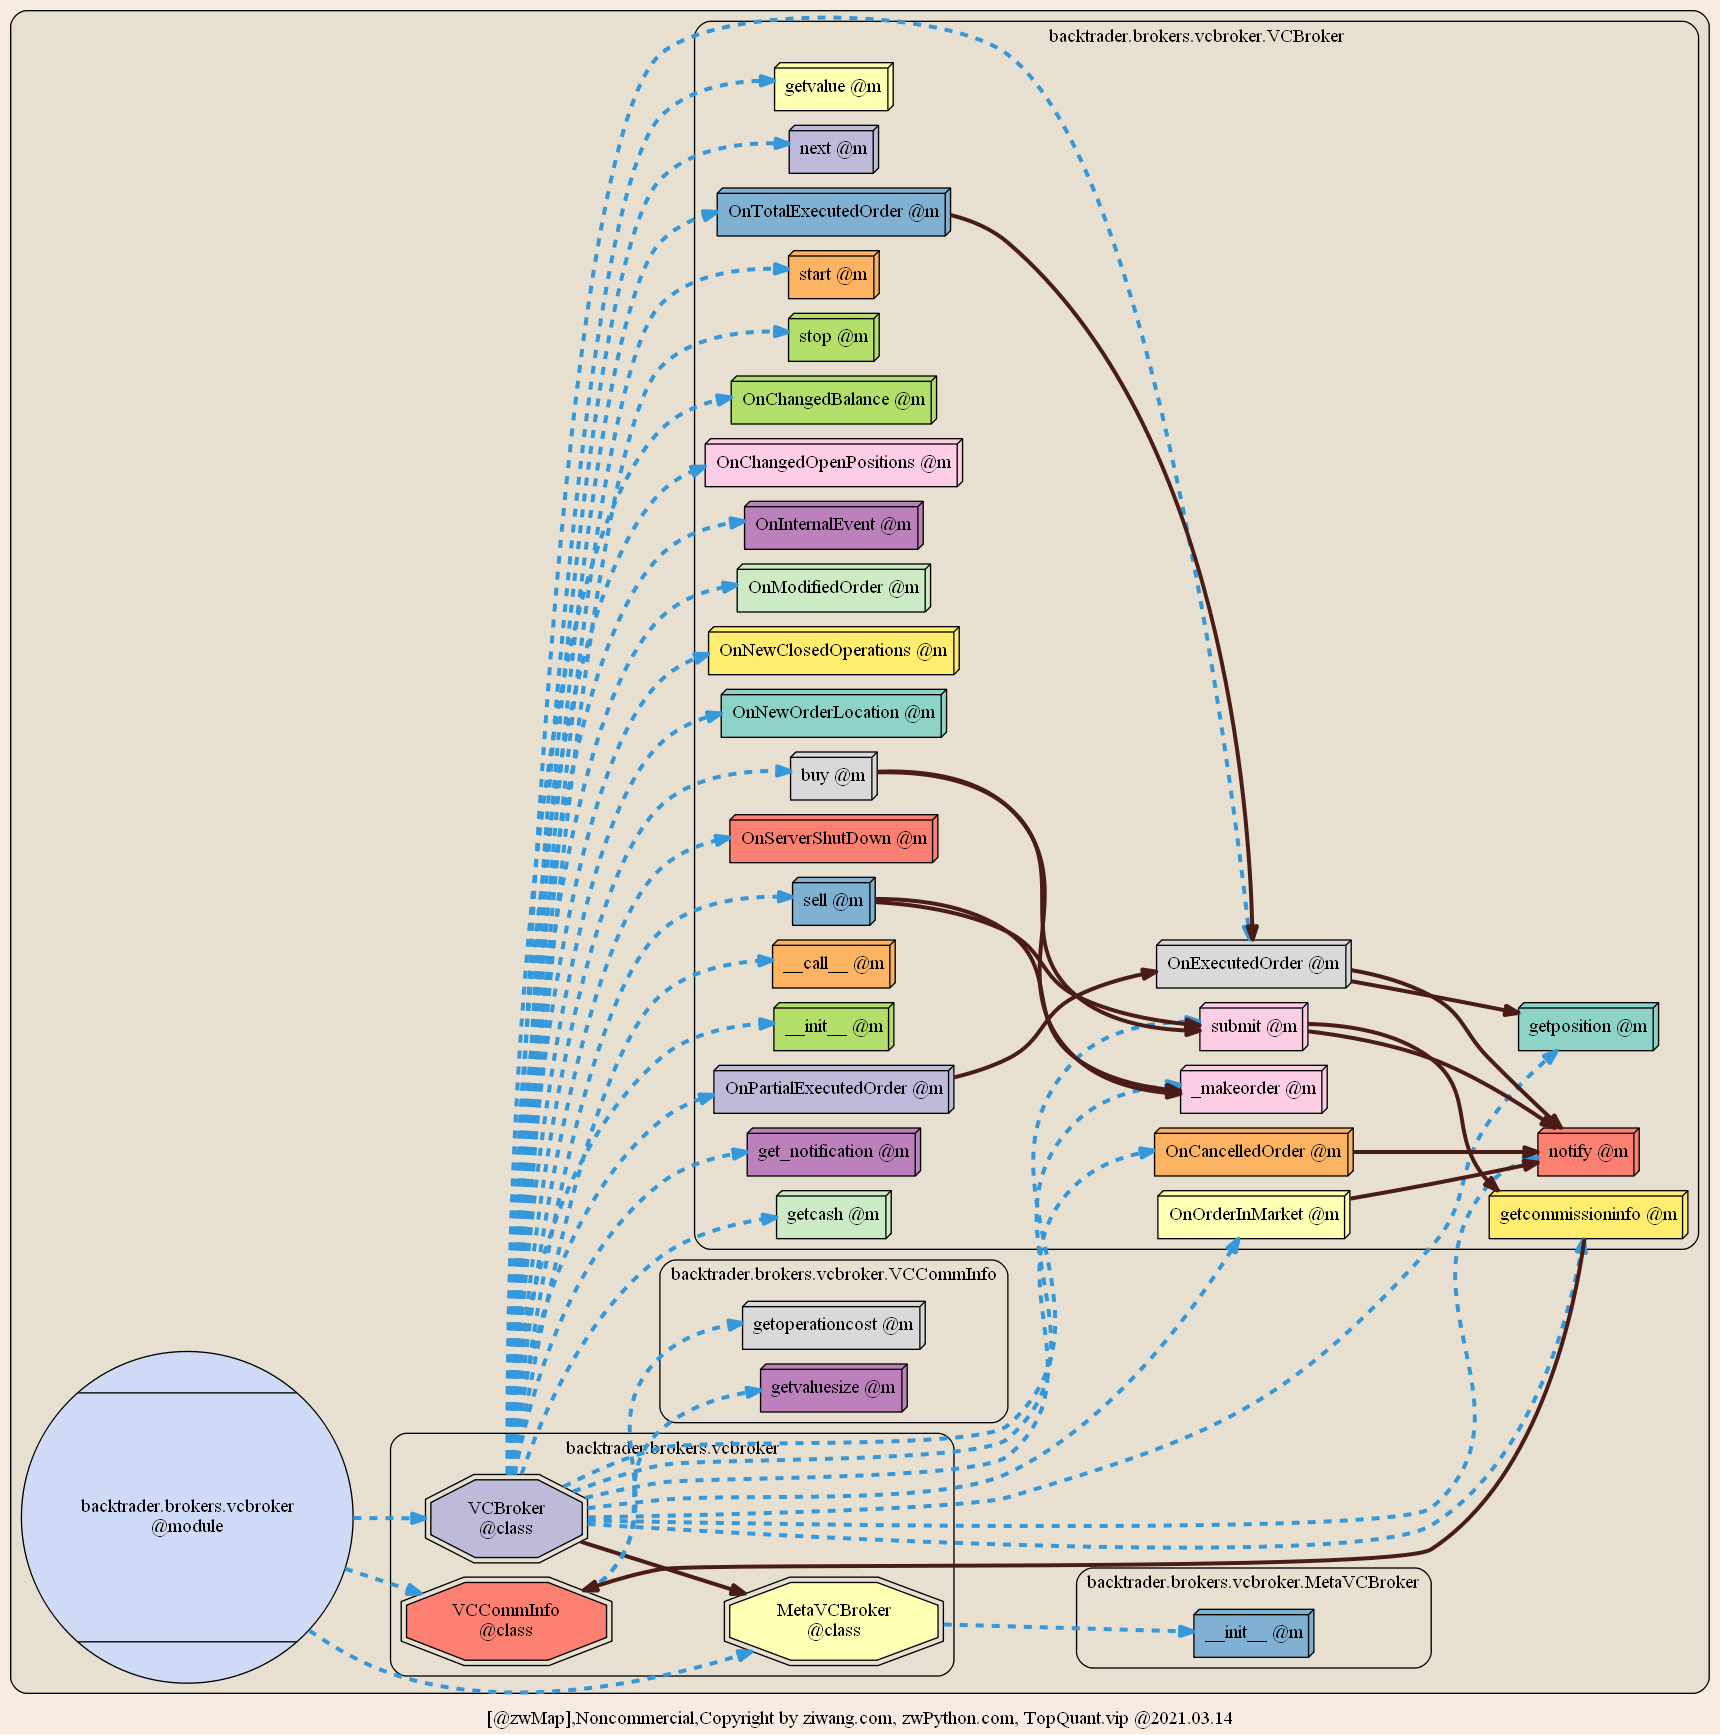 backtrader.brokers.vcbroker.VCBroker
getvalue @m
next @m
OnTotalExecutedOrder @m
start @m
stop @m
OnChangedBalance @m
OnChangedOpenPositions @m
OnInternalEvent @m
OnModifiedOrder @m
OnNewClosedOperations @m
OnNewOrderLocation @m
buy @m
OnServerShutDown @m
sell @m
__call__ @m
OnExecutedOrder @m
__init__ @m
submit @m
getposition @m
OnPartialExecutedOrder @m
_makeorder @m
get_notification @m
OnCancelledOrder @m
notify @m
getcash @m
OnOrderInMarket @m
getcommissioninfo @m
backtrader.brokers.vcbroker.VCCommInfo
getoperationcost @m
getvaluesize @m
backtrader.brokers.vcbroker
backtrader.brokers.vcbroker
@module
VCBroker
@class
VCCommInfo
@class
MetaVCBroker
@class
backtrader.brokers.vcbroker.MetaVCBroker
__init__ @m
[@zwMap],Noncommercial,Copyright by ziwang.com, zwPython.com, TopQuant.vip @2021.03.14